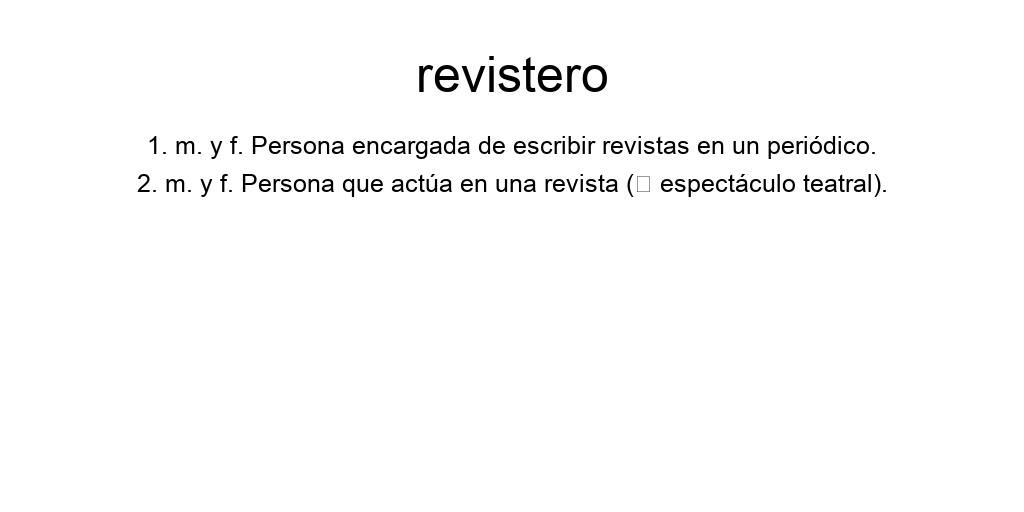 revistero
1. m. y f. Persona encargada de escribir revistas en un periódico.
2. m. y f. Persona que actúa en una revista (▯ espectáculo teatral).